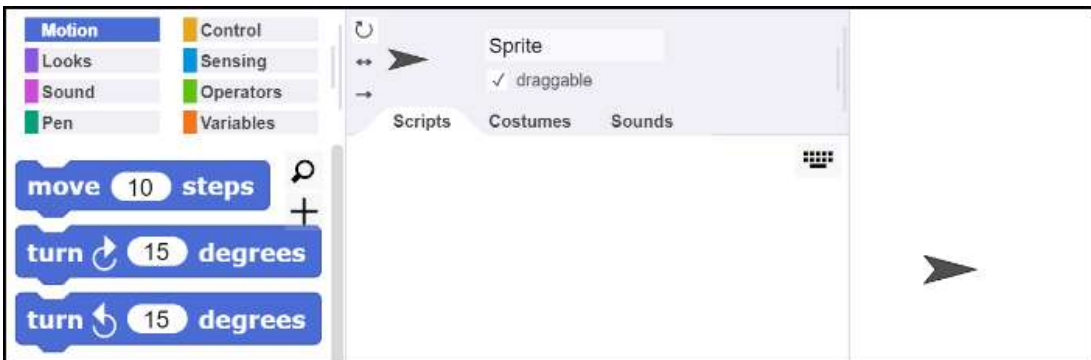 Motion Control
Looks Sensing
Sound Operators
Pen Variables
move 10 steps
turn 15 degrees
turn 15 degrees
Sprite
✓ draggable
Scripts Costumes Sounds